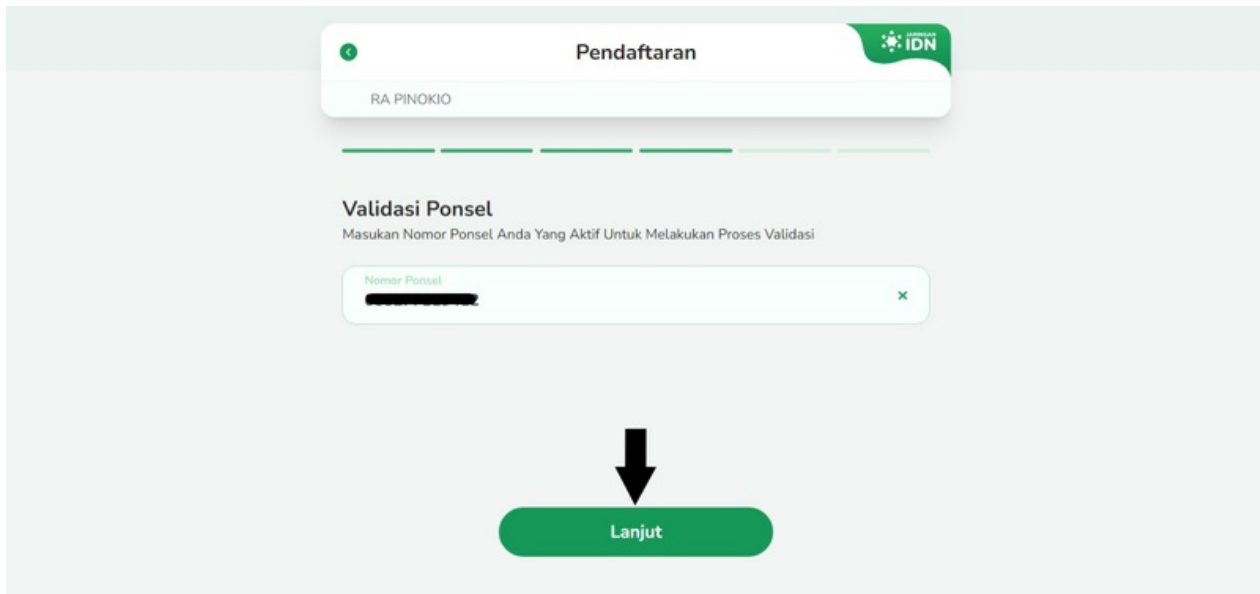 Pendaftaran
JARINGAN
IDN
RA PINOKIO
Validasi Ponsel
Masukan Nomor Ponsel Anda Yang Aktif Untuk Melakukan Proses Validasi
Nomor Ponsel
Lanjut